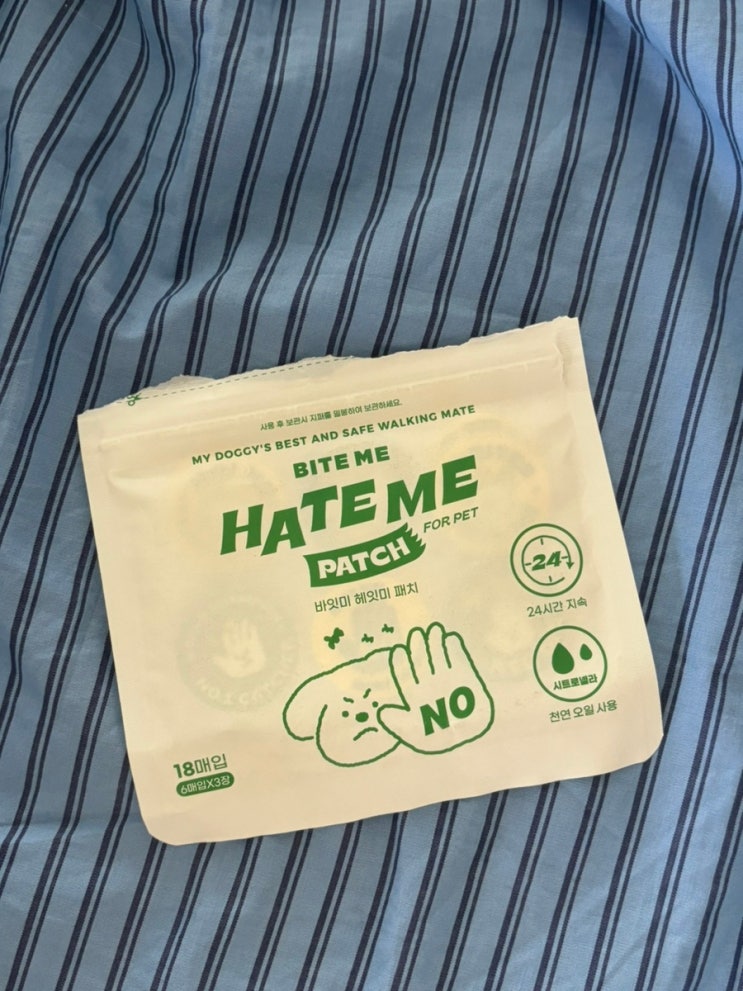 사용 후 보관시 지퍼를 밀봉하여 보관하세요.
MY DOGGY'S BEST AND SAFE WALKING MATE
BITE ME
HATE ME
PATCH
FOR PET
바잇미 헤잇미 패치
24
24시간 지속
시트로넬라
천연 오일 사용
NO
18매입
6매입X3장